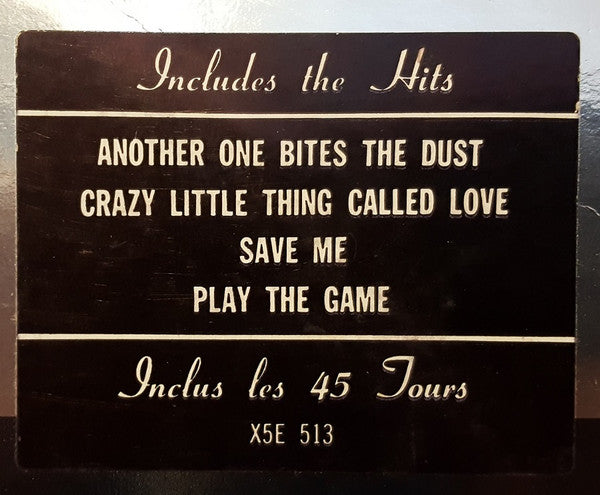 Includes the Hits
ANOTHER ONE BITES THE DUST
CRAZY LITTLE THING CALLED LOVE
SAVE ME
PLAY THE GAME
Inclus les 45 Tours
X5E 513